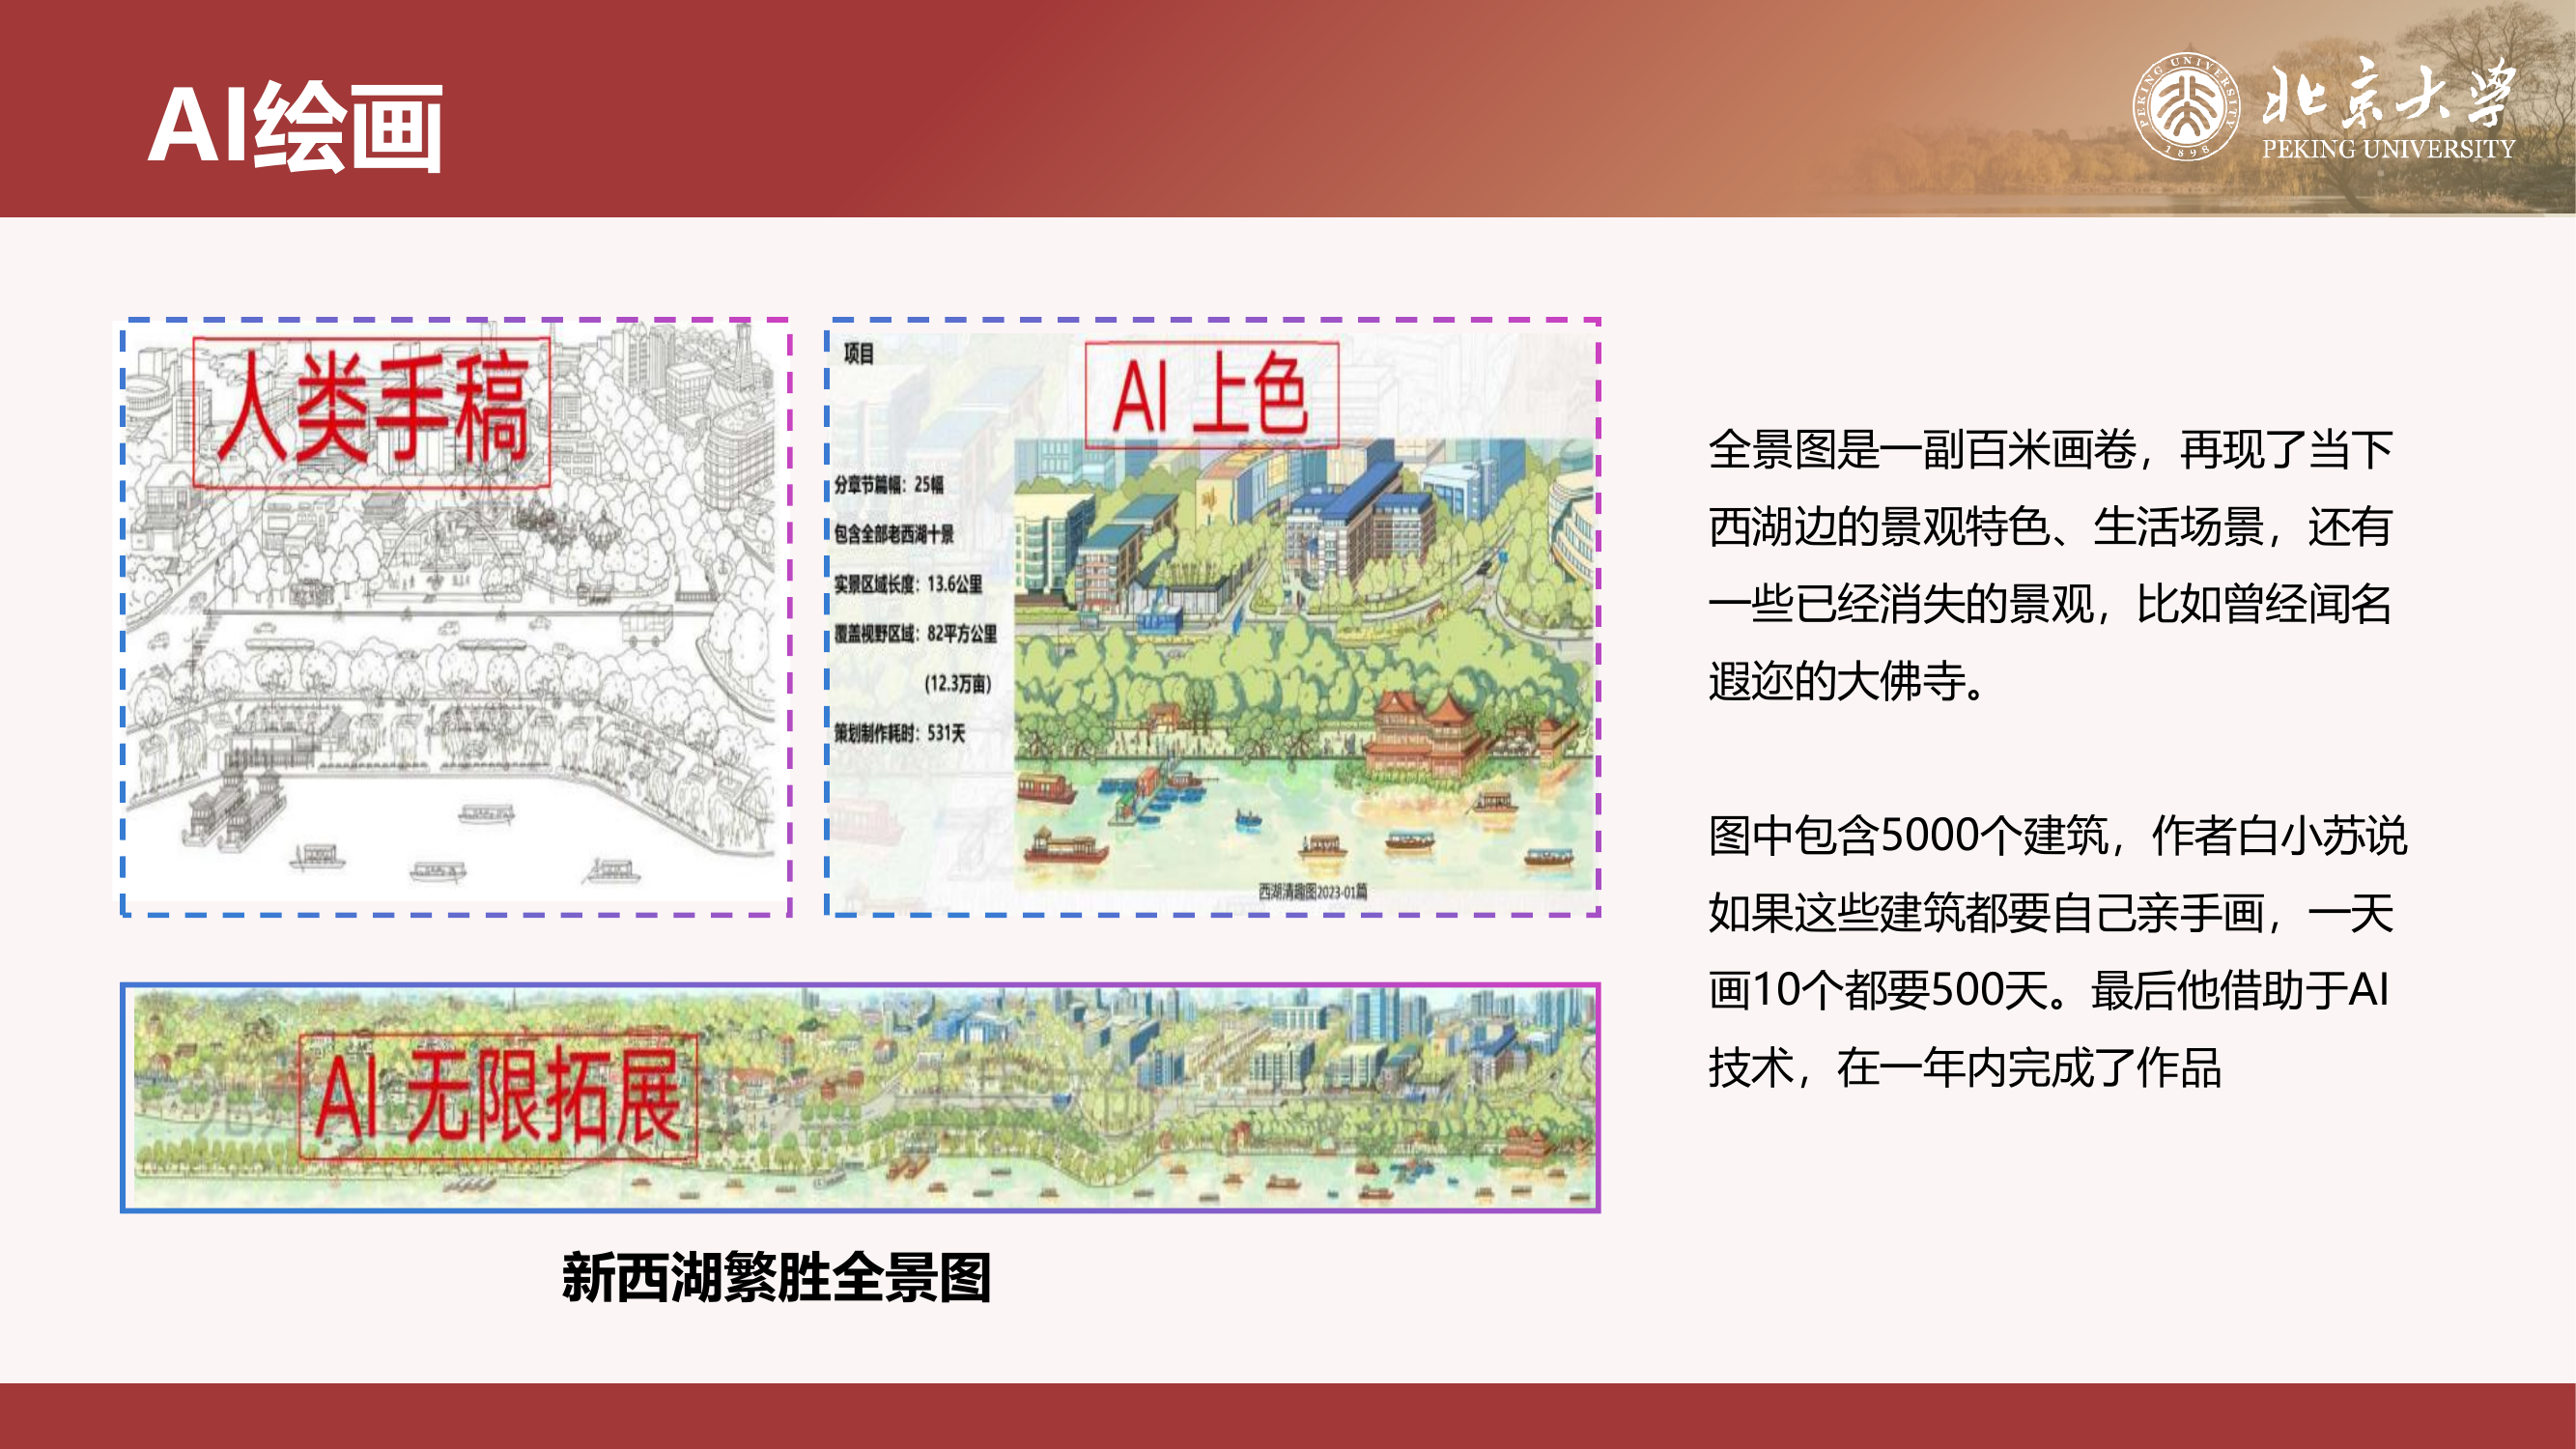 AI绘画
PEKING UNIVERSITY
1898
北京大学
PEKING UNIVERSITY
人类手稿
项目
AI 上色
分章节篇幅：25幅
包含全部老西湖十景
实景区域长度：13.6公里
覆盖视野区域：82平方公里
(12.3万亩)
策划制作耗时：531天
西湖清趣图2023-01篇
AI 无限拓展
新西湖繁胜全景图
全景图是一副百米画卷，再现了当下
西湖边的景观特色、生活场景，还有
一些已经消失的景观，比如曾经闻名
遐迩的大佛寺。
图中包含5000个建筑，作者白小苏说
如果这些建筑都要自己亲手画，一天
画10个都要500天。最后他借助于AI
技术，在一年内完成了作品